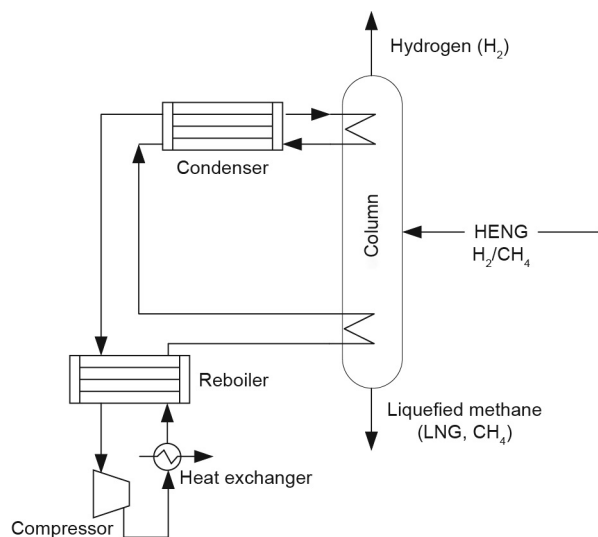 Hydrogen (H₂)
Condenser
Column
HENG
H₂/CH₄
Reboiler
Liquefied methane
(LNG, CH₄)
Heat exchanger
Compressor